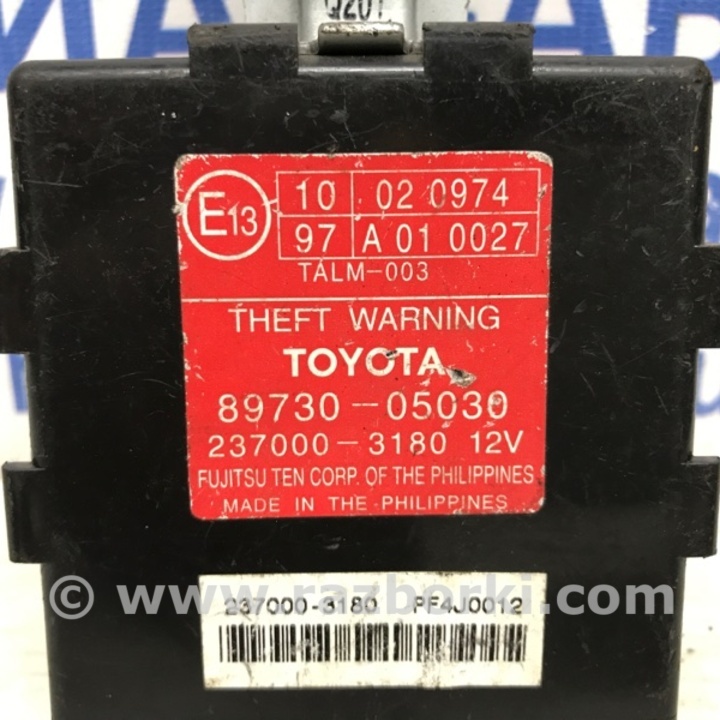 Q201
E13
10 02 0974
97 A 01 0027
TALM-003
THEFT WARNING
TOYOTA
89730-05030
237000-3180 12V
FUJITSU TEN CORP. OF THE PHILIPPINES
MADE IN THE PHILIPPINES
© www.razborki.com
237000-3180 PF4J0012